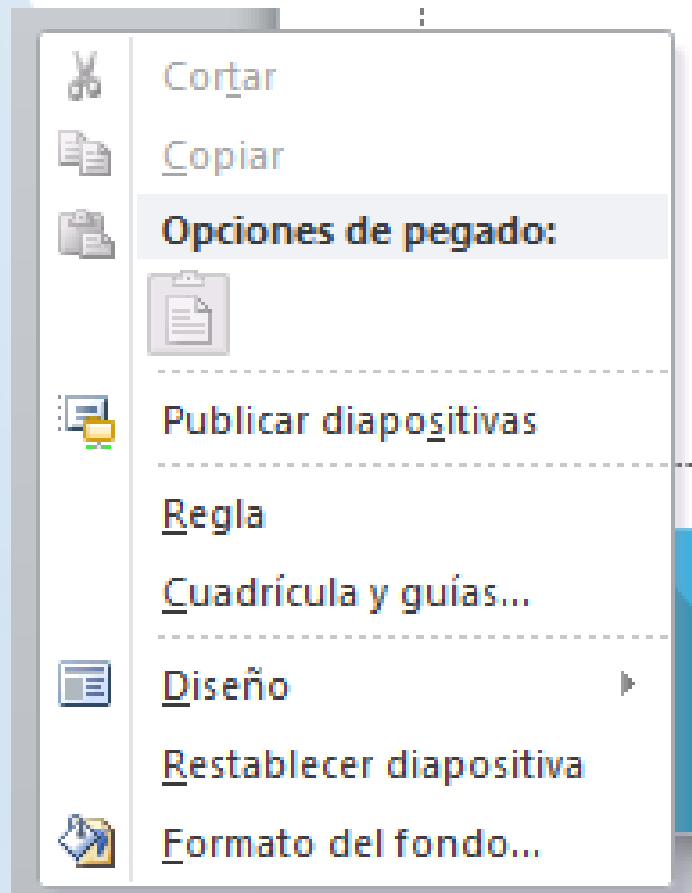 Cortar
Copiar
Opciones de pegado:
Publicar diapositivas
Regla
Cuadrícula y guías...
Diseño
Restablecer diapositiva
Formato del fondo...